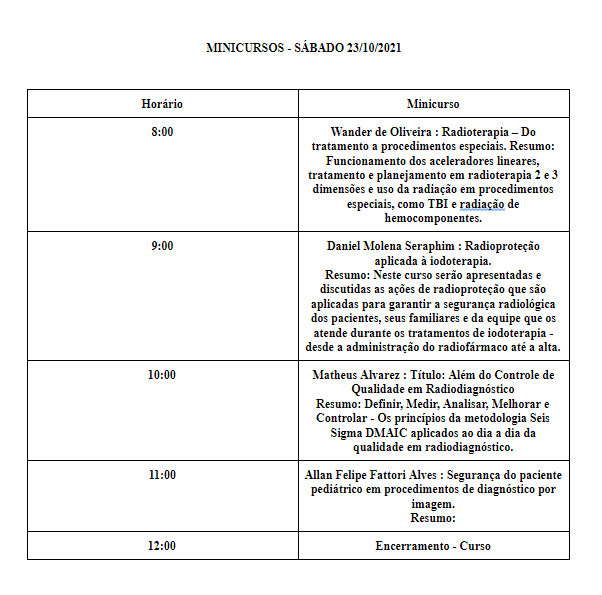 MINICURSOS - SÁBADO 23/10/2021
Horário
Minicurso
8:00
Wander de Oliveira : Radioterapia – Do
tratamento a procedimentos especiais. Resumo:
Funcionamento dos aceleradores lineares,
tratamento e planejamento em radioterapia 2 e 3
dimensões e uso da radiação em procedimentos
especiais, como TBI e radiação de
hemocomponentes.
9:00
Daniel Molena Seraphim : Radioproteção
aplicada à iodoterapia.
Resumo: Neste curso serão apresentadas e
discutidas as ações de radioproteção que são
aplicadas para garantir a segurança radiológica
dos pacientes, seus familiares e da equipe que os
atende durante os tratamentos de iodoterapia -
desde a administração do radiofármaco até a alta.
10:00
Matheus Alvarez : Título: Além do Controle de
Qualidade em Radiodiagnóstico
Resumo: Definir, Medir, Analisar, Melhorar e
Controlar - Os princípios da metodologia Seis
Sigma DMAIC aplicados ao dia a dia da
qualidade em radiodiagnóstico.
11:00
Allan Felipe Fattori Alves : Segurança do paciente
pediátrico em procedimentos de diagnóstico por
imagem.
Resumo:
12:00
Encerramento - Curso